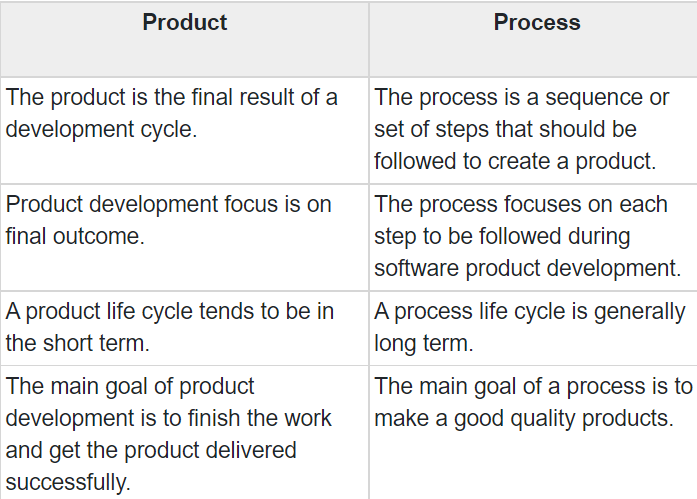 Product
Process
The product is the final result of a
development cycle.
The process is a sequence or
set of steps that should be
followed to create a product.
Product development focus is on
final outcome.
The process focuses on each
step to be followed during
software product development.
A product life cycle tends to be in
the short term.
A process life cycle is generally
long term.
The main goal of product
development is to finish the work
and get the product delivered
successfully.
The main goal of a process is to
make a good quality products.